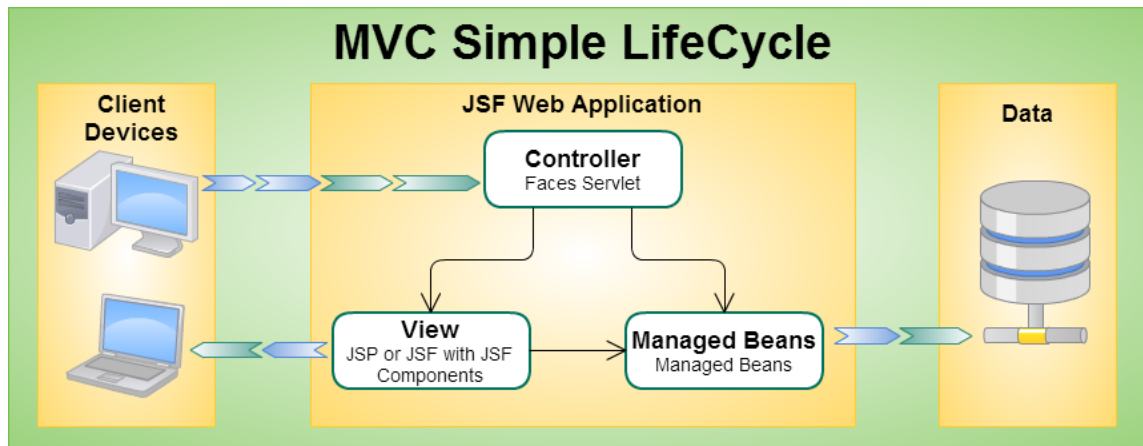 MVC Simple LifeCycle
Client
Devices
JSF Web Application
Data
Controller
Faces Servlet
View
JSP or JSF with JSF
Components
Managed Beans
Managed Beans